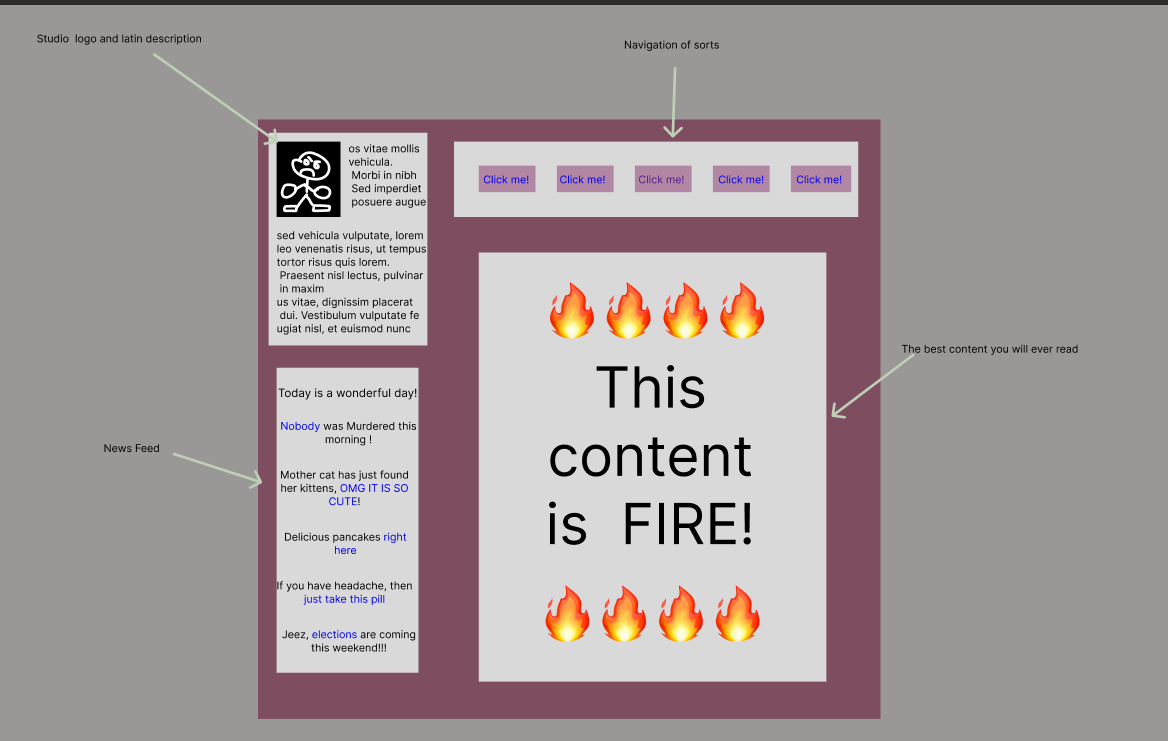 Studio  logo and latin description
Navigation of sorts
os vitae mollis
vehicula.
Morbi in nibh
Sed imperdiet
posuere augue
sed vehicula vulputate, lorem
leo venenatis risus, ut tempus
tortor risus quis lorem.
Praesent nisl lectus, pulvinar
in maxim
us vitae, dignissim placerat
dui. Vestibulum vulputate fe
ugiat nisl, et euismod nunc
Click me!
Click me!
Click me!
Click me!
Click me!
This
content
is  FIRE!
The best content you will ever read
News Feed
Today is a wonderful day!
Nobody was Murdered this
morning !
Mother cat has just found
her kittens, OMG IT IS SO
CUTE!
Delicious pancakes right
here
If you have headache, then
just take this pill
Jeez, elections are coming
this weekend!!!